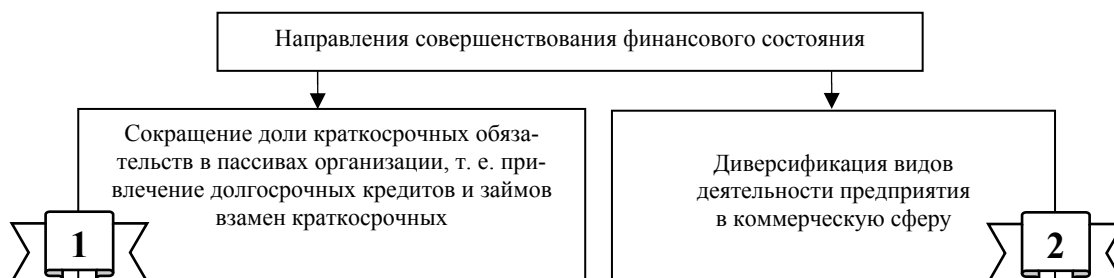 Направления совершенствования финансового состояния
Сокращение доли краткосрочных обяза-
тельств в пассивах организации, т. е. при-
влечение долгосрочных кредитов и займов
взамен краткосрочных
1
Диверсификация видов
деятельности предприятия
в коммерческую сферу
2